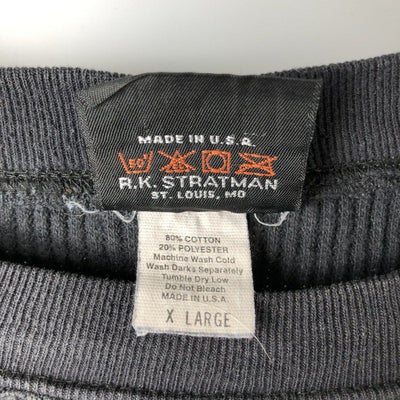 MADE IN U.S.A.
50°
R.K. STRATMAN
ST. LOUIS, MO
80% COTTON
20% POLYESTER
Machine Wash Cold
Wash Darks Separately
Tumble Dry Low
Do Not Bleach
MADE IN U.S.A.
X LARGE